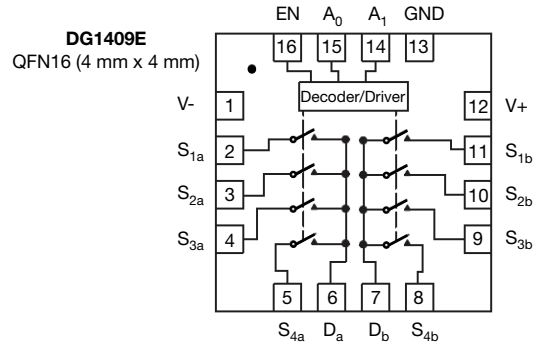 EN A0 A1 GND
DG1409E
QFN16 (4 mm x 4 mm)
16 15 14 13
Decoder/Driver
V- 1 12 V+
S1a 2 11 S1b
S2a 3 10 S2b
S3a 4 9 S3b
5 6 7 8
S4a Da Db S4b